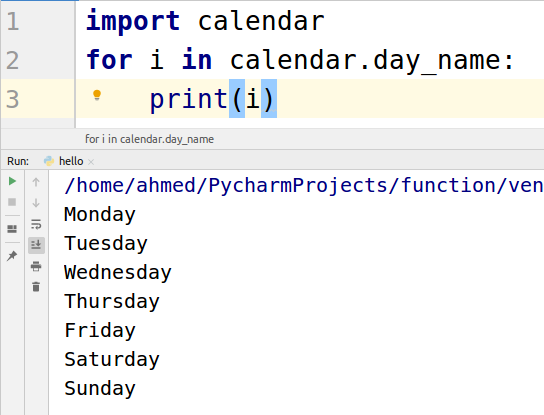 1 import calendar
2 for i in calendar.day_name:
3 print(i)
for i in calendar.day_name
Run: hello ×
/home/ahmed/PycharmProjects/function/ven
Monday
Tuesday
Wednesday
Thursday
Friday
Saturday
Sunday